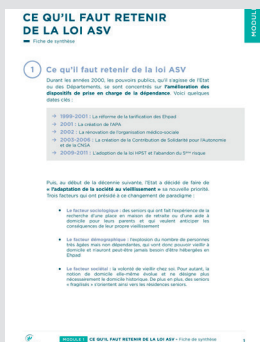 CE QU'IL FAUT RETENIR
DE LA LOI ASV
Fiche de synthèse
MODUL
1 Ce qu'il faut retenir de la loi ASV
Durant les années 2000, les pouvoirs publics, qu'il s'agisse de l'Etat
ou des Départements, se sont concentrés sur l'amélioration des
dispositifs de prise en charge de la dépendance. Voici quelques
dates clés :
→ 1999-2001 : La réforme de la tarification des Ehpad
→ 2001 : La création de l'APA
→ 2002 : La rénovation de l'organisation médico-sociale
→ 2003-2006 : La création de la Contribution de Solidarité pour l'Autonomie
et de la CNSA
→ 2009-2011 : L'adoption de la loi HPST et l'abandon du 5ème risque
Puis, au début de la décennie suivante, l'Etat a décidé de faire de
« l'adaptation de la société au vieillissement » sa nouvelle priorité.
Trois facteurs qui ont présidé à ce changement de paradigme :
• Le facteur sociologique : des seniors qui ont fait l'expérience de la
recherche d'une place en maison de retraite ou d'une aide à
domicile pour leurs parents et qui veulent anticiper les
conséquences de leur propre vieillissement
• Le facteur démographique : l'explosion du nombre de personnes
très âgées mais non dépendantes, qui vont donc pouvoir vieillir à
domicile et n'auront peut-être jamais besoin d'être hébergées en
Ehpad
• Le facteur sociétal : la volonté de vieillir chez soi. Pour autant, la
notion de domicile elle-même évolue et ne désigne plus
nécessairement le domicile historique. De plus en plus, des seniors
« fragilisés » s'orientent ainsi vers les résidences seniors.
MODULE 1 CE QU'IL FAUT RETENIR DE LA LOI ASV • Fiche de synthèse 1